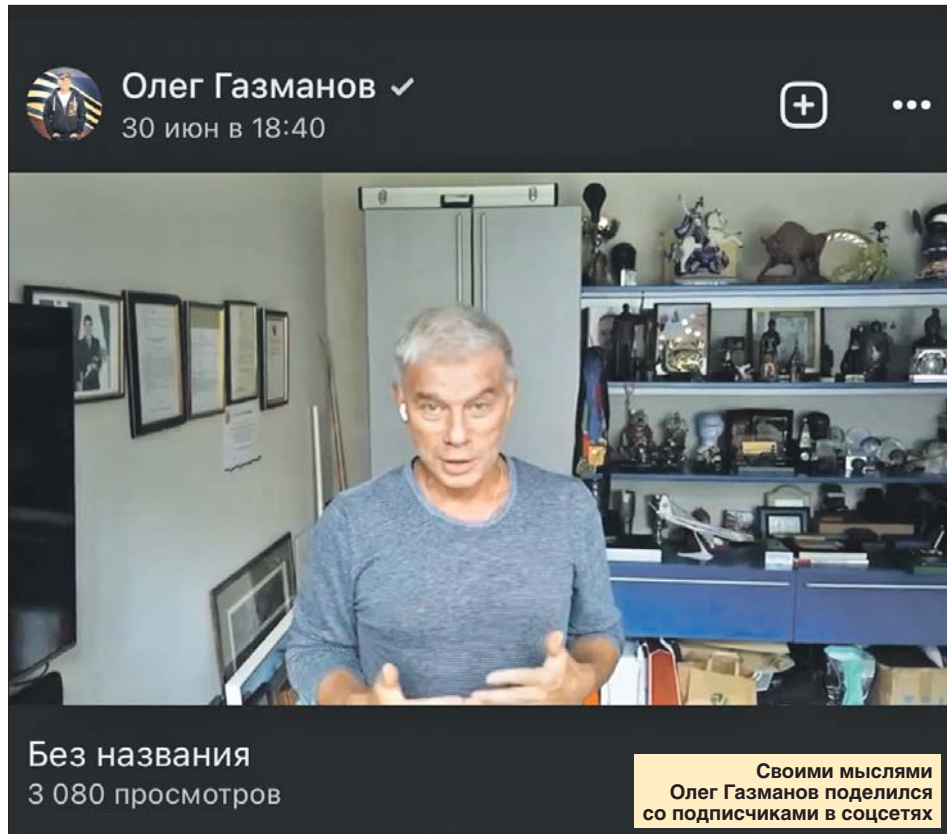 Олег Газманов
30 июн в 18:40
Без названия
3 080 просмотров
Своими мыслями
Олег Газманов поделился
со подписчиками в соцсетях